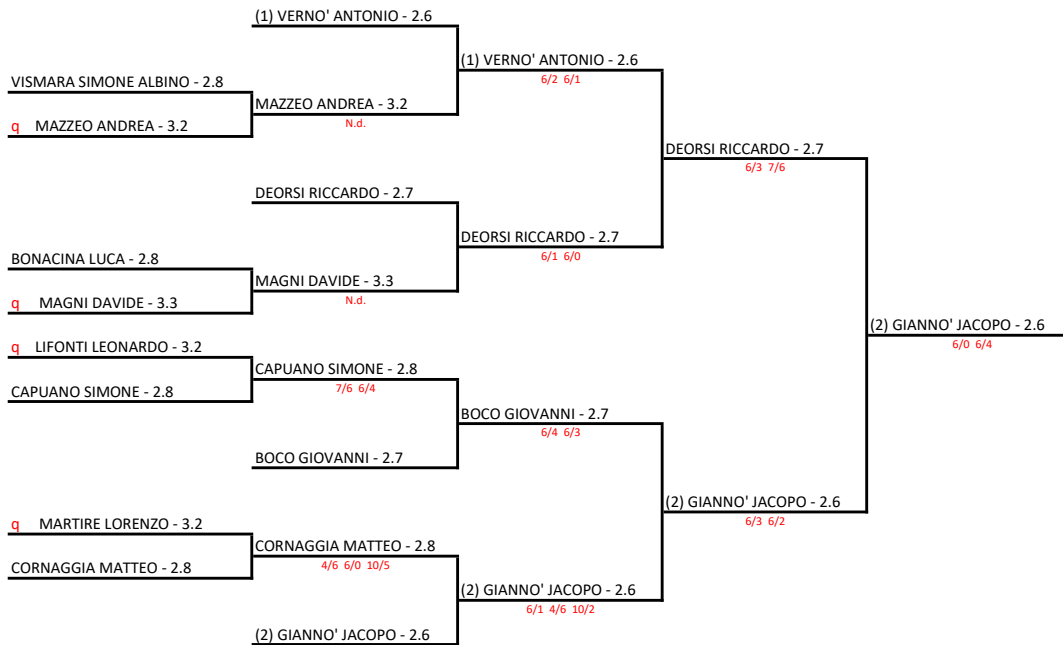 (1) VERNO' ANTONIO - 2.6
(1) VERNO' ANTONIO - 2.6
6/2 6/1
VISMARA SIMONE ALBINO - 2.8
MAZZEO ANDREA - 3.2
N.d.
q MAZZEO ANDREA - 3.2
DEORSI RICCARDO - 2.7
6/3 7/6
DEORSI RICCARDO - 2.7
DEORSI RICCARDO - 2.7
6/1 6/0
BONACINA LUCA - 2.8
MAGNI DAVIDE - 3.3
N.d.
q MAGNI DAVIDE - 3.3
(2) GIANNO' JACOPO - 2.6
6/0 6/4
q LIFONTI LEONARDO - 3.2
CAPUANO SIMONE - 2.8
7/6 6/4
CAPUANO SIMONE - 2.8
BOCO GIOVANNI - 2.7
6/4 6/3
BOCO GIOVANNI - 2.7
(2) GIANNO' JACOPO - 2.6
6/3 6/2
q MARTIRE LORENZO - 3.2
CORNAGGIA MATTEO - 2.8
4/6 6/0 10/5
CORNAGGIA MATTEO - 2.8
(2) GIANNO' JACOPO - 2.6
6/1 4/6 10/2
(2) GIANNO' JACOPO - 2.6